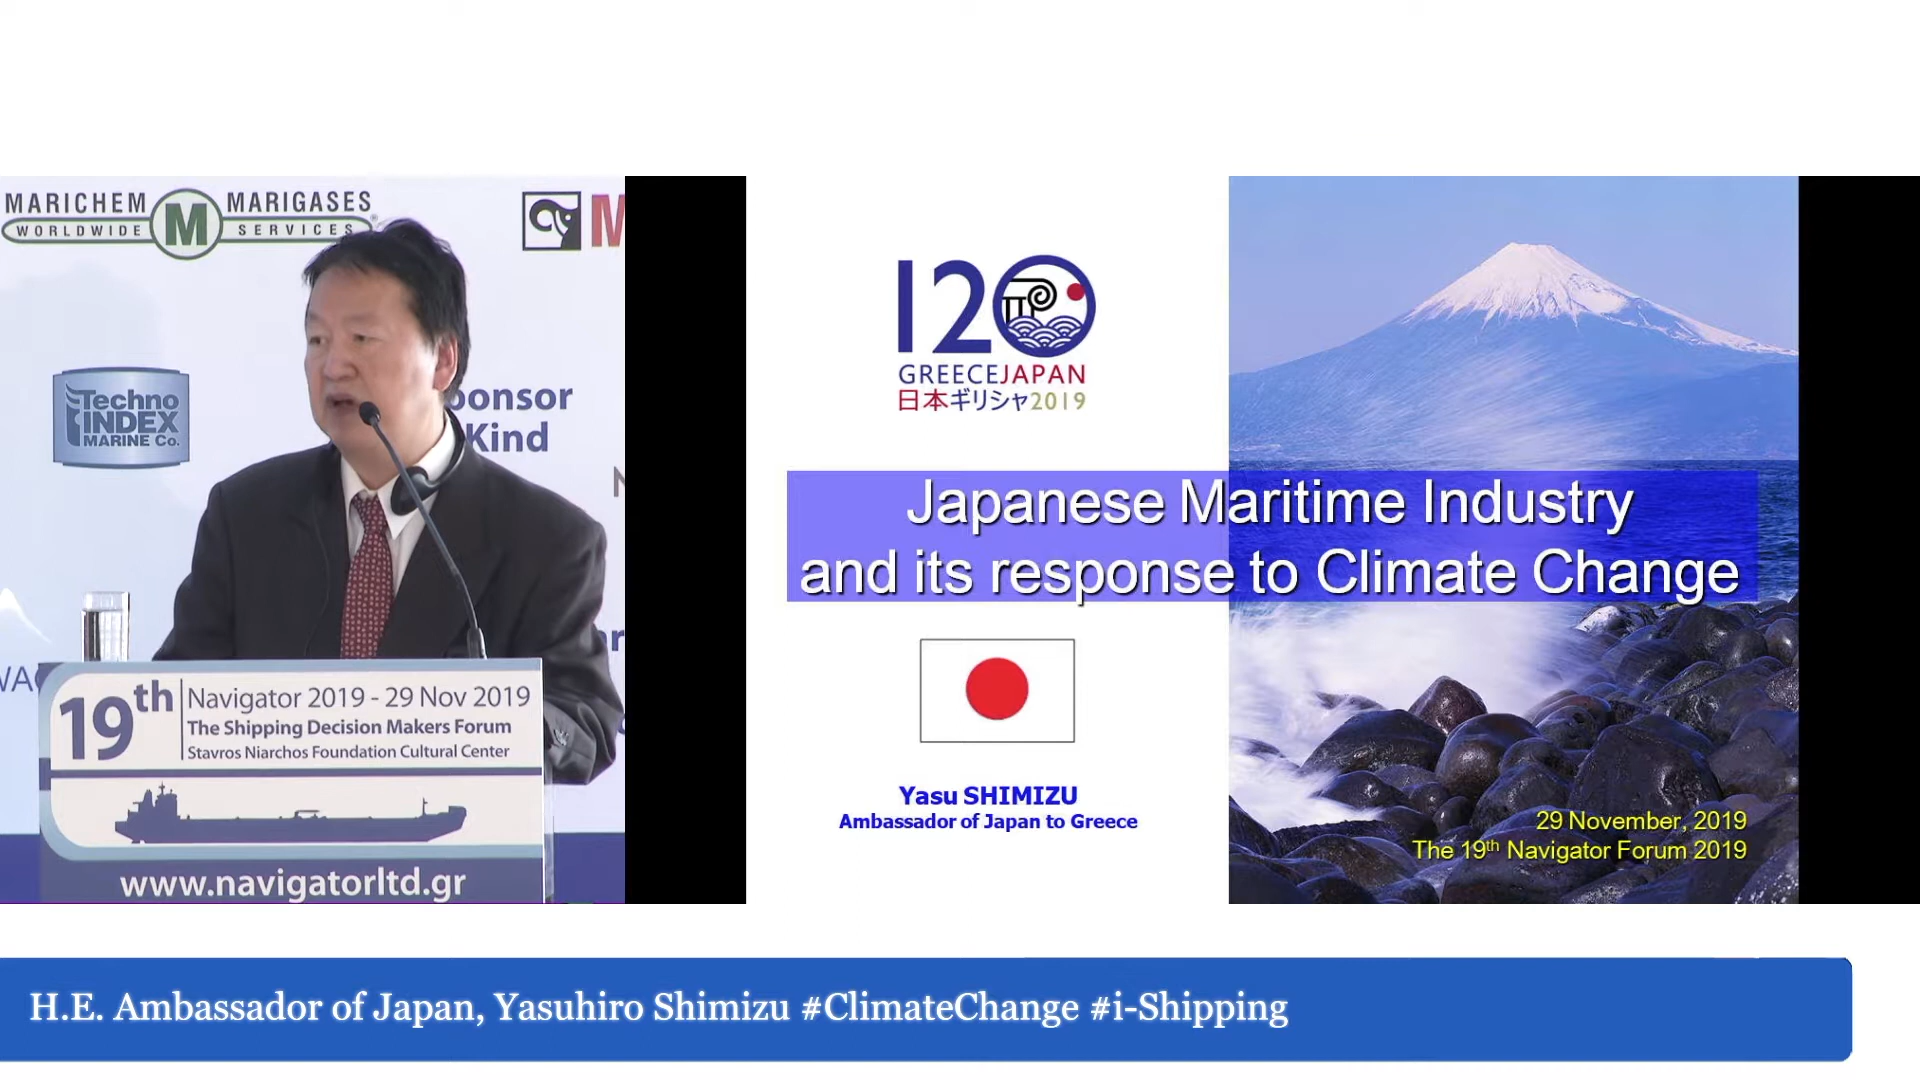 MARICHEM MARIGASES
WORLDWIDE M SERVICES
M
Techno
INDEX
MARINE Co.
ponsor
Kind
19th
Navigator 2019 - 29 Nov 2019
The Shipping Decision Makers Forum
Stavros Niarchos Foundation Cultural Center
www.navigatorltd.gr
120
GREECEJAPAN
日本ギリシャ2019
Japanese Maritime Industry
and its response to Climate Change
Yasu SHIMIZU
Ambassador of Japan to Greece
29 November, 2019
The 19th Navigator Forum 2019
H.E. Ambassador of Japan, Yasuhiro Shimizu #ClimateChange #i-Shipping